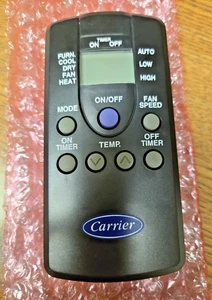 TIMER
ON OFF
FURN.
COOL
DRY
FAN
HEAT
AUTO
LOW
HIGH
ON/OFF
MODE
FAN
SPEED
ON
TIMER
TEMP.
OFF
TIMER
Carrier